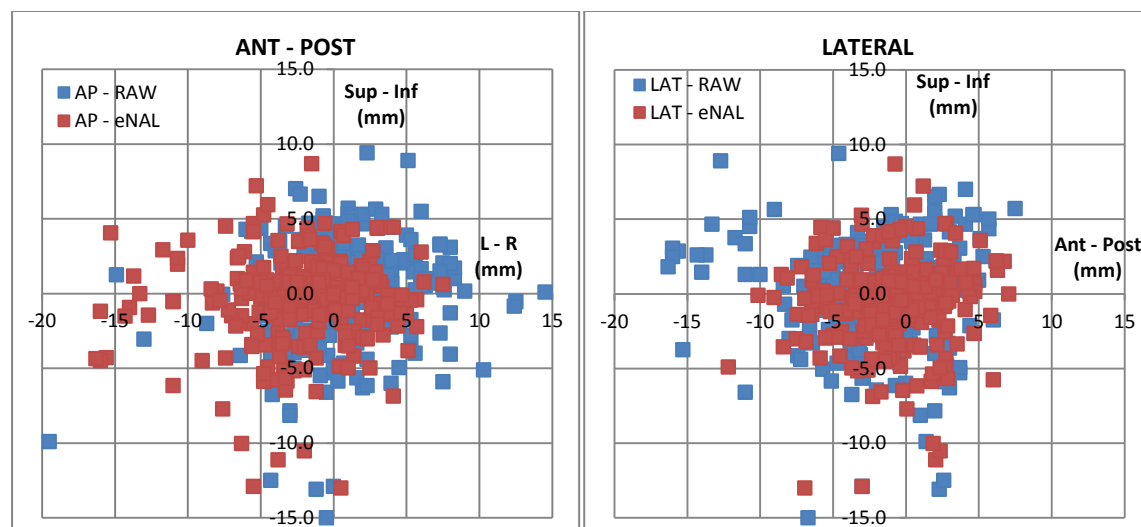 ANT - POST
15.0
AP - RAW
AP - eNAL
Sup - Inf
(mm)
10.0
5.0
L - R
(mm)
0.0
-20 -15 -10 -5 0 5 10 15
-5.0
-10.0
-15.0
LATERAL
15.0
LAT - RAW
LAT - eNAL
Sup - Inf
(mm)
10.0
5.0
Ant - Post
(mm)
0.0
-20 -15 -10 -5 0 5 10 15
-5.0
-10.0
-15.0